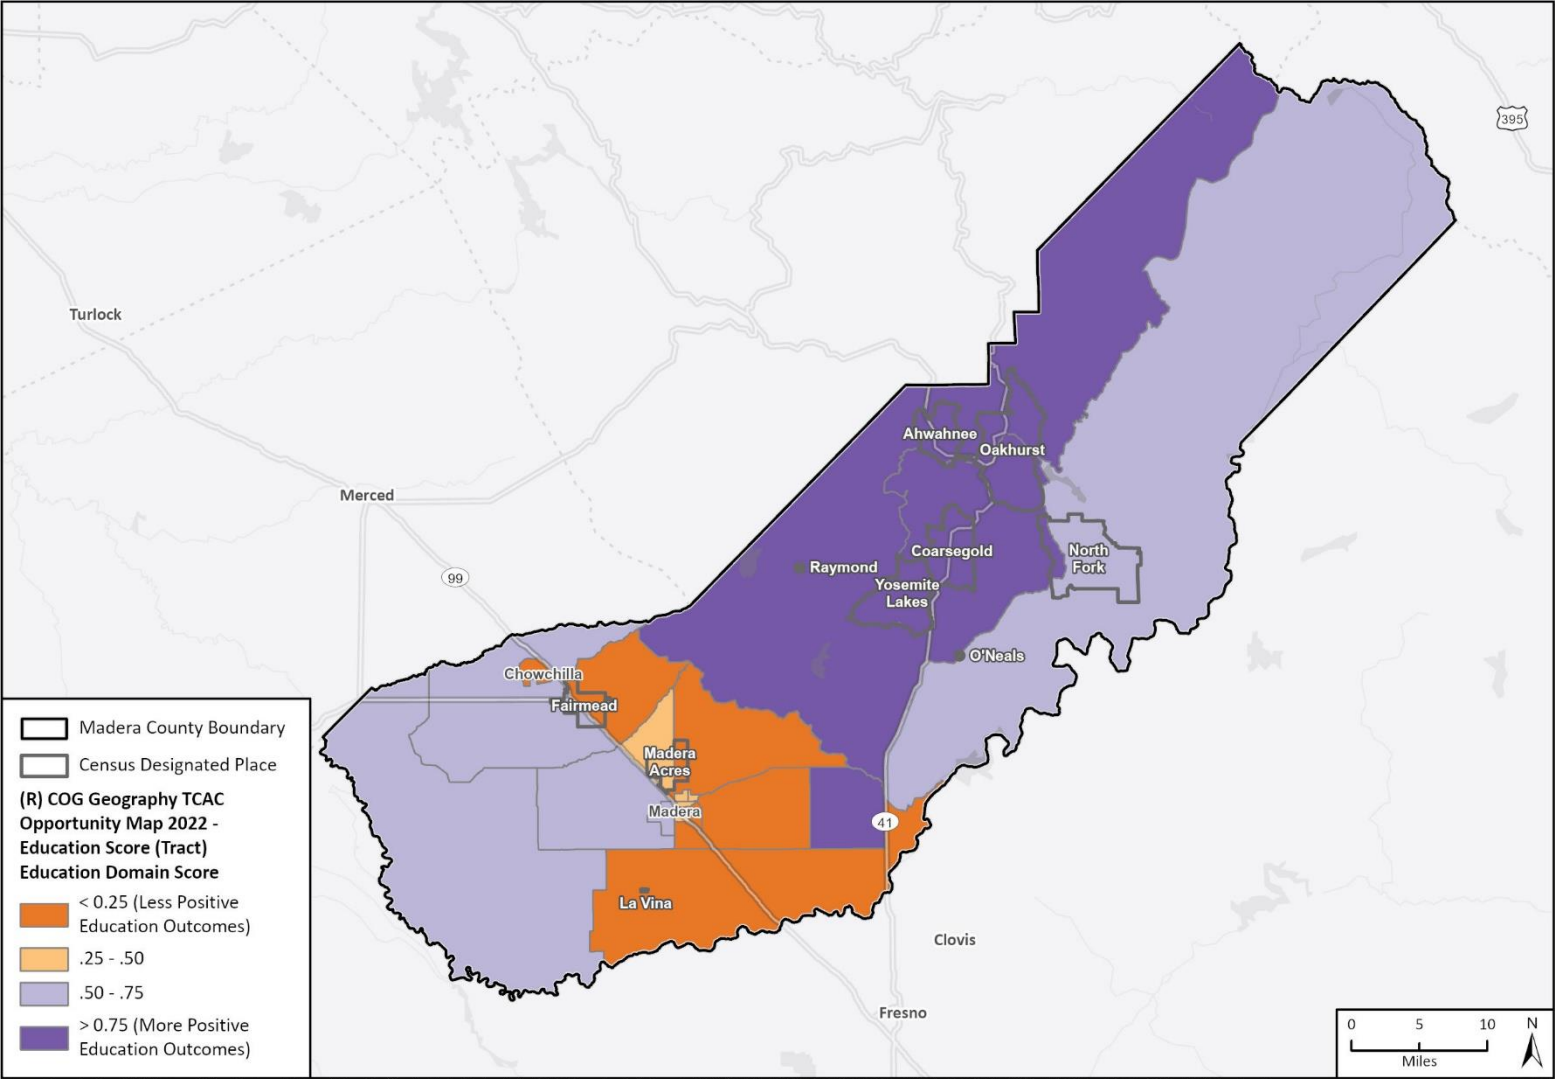 395
Turlock
Ahwahnee
Oakhurst
Merced
Coarsegold
North
Fork
Raymond
99
Yosemite
Lakes
O'Neals
Chowchilla
Fairmead
Madera
Acres
Madera
41
La Vina
Clovis
Fresno
Madera County Boundary
Census Designated Place
(R) COG Geography TCAC
Opportunity Map 2022 -
Education Score (Tract)
Education Domain Score
< 0.25 (Less Positive
Education Outcomes)
.25 - .50
.50 - .75
> 0.75 (More Positive
Education Outcomes)
0 5 10
Miles
N